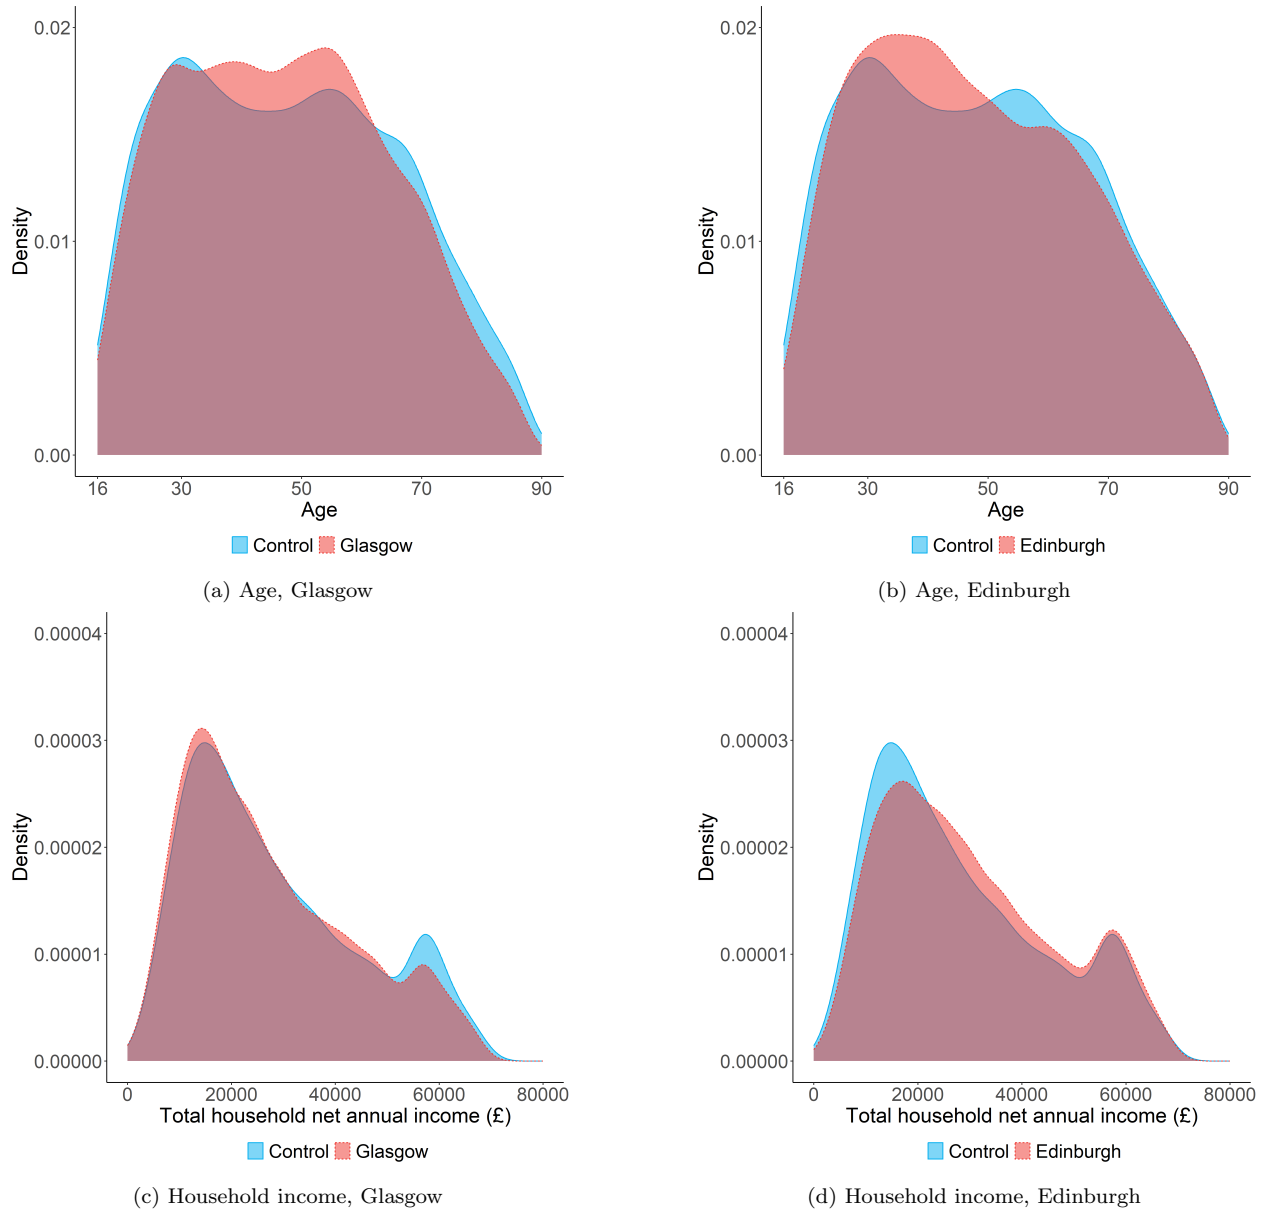 0.02
0.01
0.00
Density
16 30 50 70 90
Age
Control Glasgow
(a) Age, Glasgow
0.02
0.01
0.00
Density
16 30 50 70 90
Age
Control Edinburgh
(b) Age, Edinburgh
0.00004
0.00003
0.00002
0.00001
0.00000
Density
0 20000 40000 60000 80000
Total household net annual income (£)
Control Glasgow
(c) Household income, Glasgow
0.00004
0.00003
0.00002
0.00001
0.00000
Density
0 20000 40000 60000 80000
Total household net annual income (£)
Control Edinburgh
(d) Household income, Edinburgh